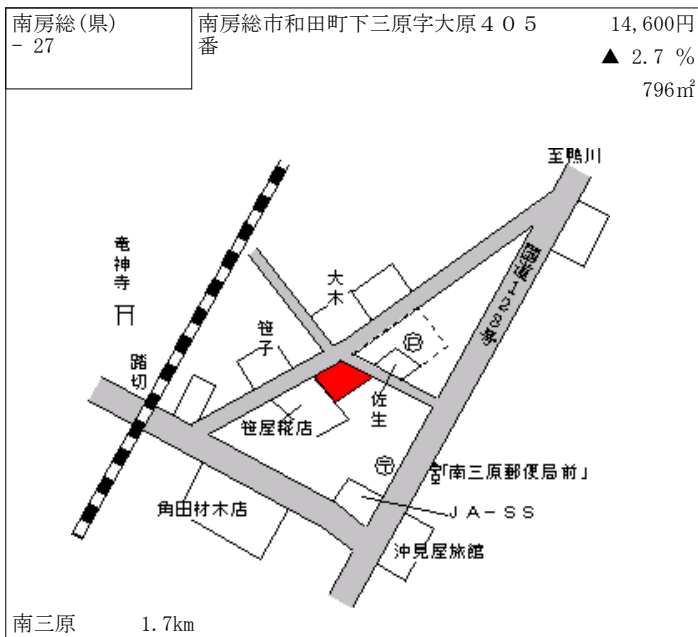 南房総(県)
- 27
南房総市和田町下三原字大原405
番
14,600円
▲ 2.7 %
796㎡
至鴨川
国道128号
竜神寺
大木
笹子
踏切
佐生
笹屋糀店
「南三原郵便局前」
JA-SS
角田材木店
沖見屋旅館
南三原 1.7km